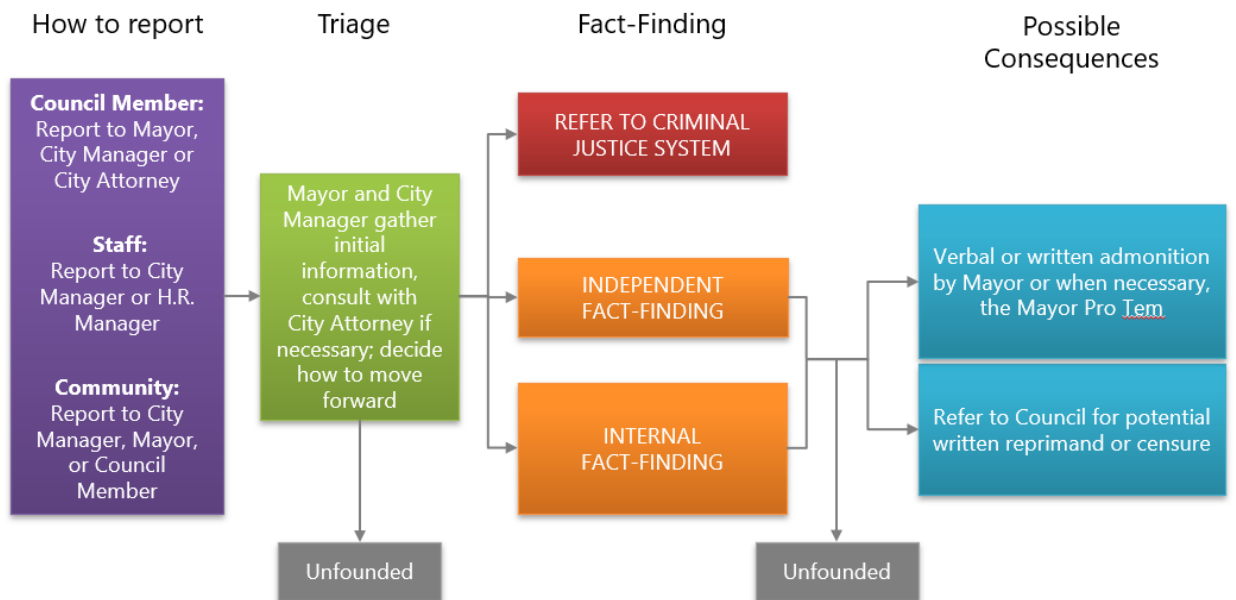 How to report
Triage
Fact-Finding
Possible
Consequences
Council Member:
Report to Mayor,
City Manager or
City Attorney
Staff:
Report to City
Manager or H.R.
Manager
Community:
Report to City
Manager, Mayor,
or Council
Member
Mayor and City
Manager gather
initial
information,
consult with
City Attorney if
necessary; decide
how to move
forward
Unfounded
REFER TO CRIMINAL
JUSTICE SYSTEM
INDEPENDENT
FACT-FINDING
INTERNAL
FACT-FINDING
Unfounded
Verbal or written admonition
by Mayor or when necessary,
the Mayor Pro Tem
Refer to Council for potential
written reprimand or censure